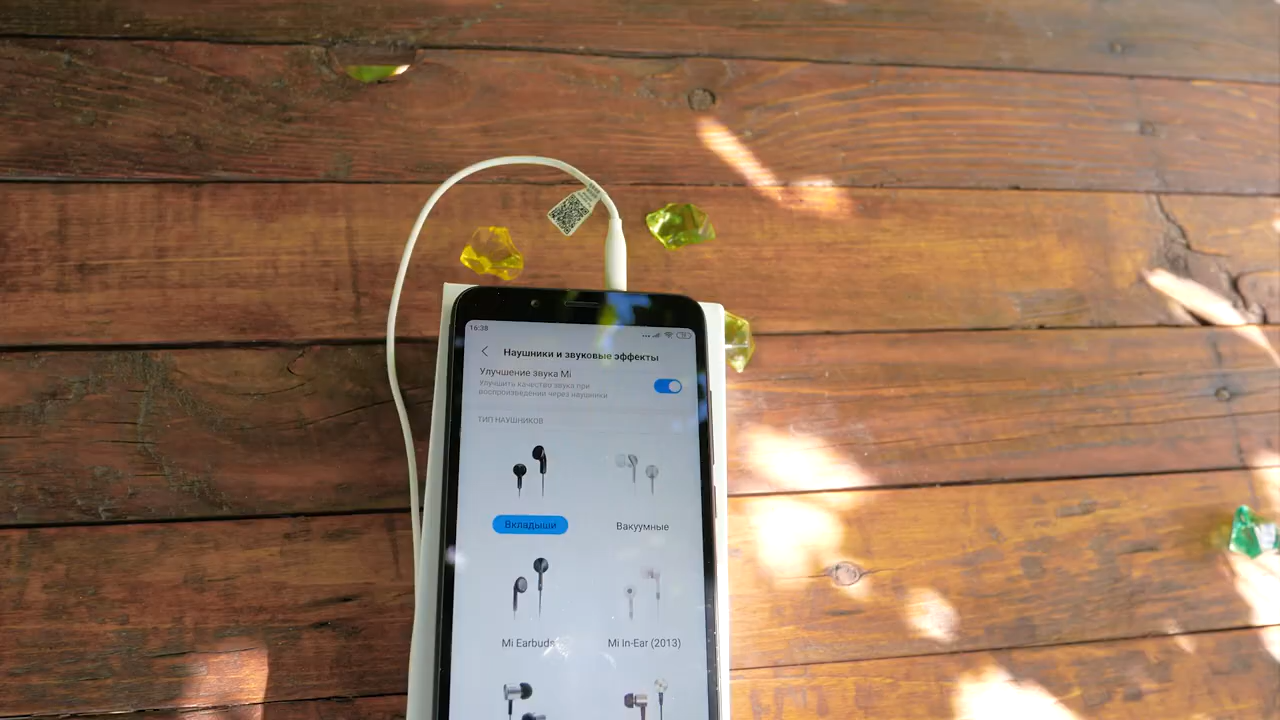 16:38
Наушники и звуковые эффекты
Улучшение звука Mi
Улучшить качество звука при
воспроизведении через наушники
ТИП НАУШНИКОВ
Вкладыши
Вакуумные
Mi Earbuds
Mi In-Ear (2013)